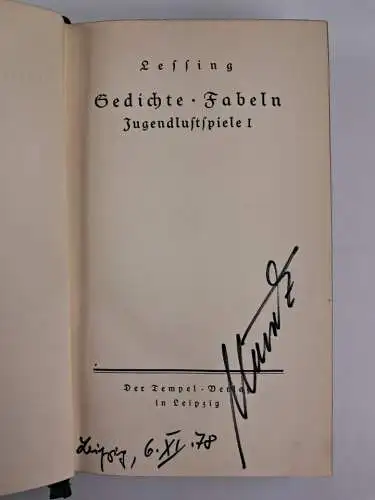 Lessing
Gedichte · Fabeln
Jugendlustspiele I
Der Tempel · Verlag
in Leipzig
Leipzig, 6. XI. 78